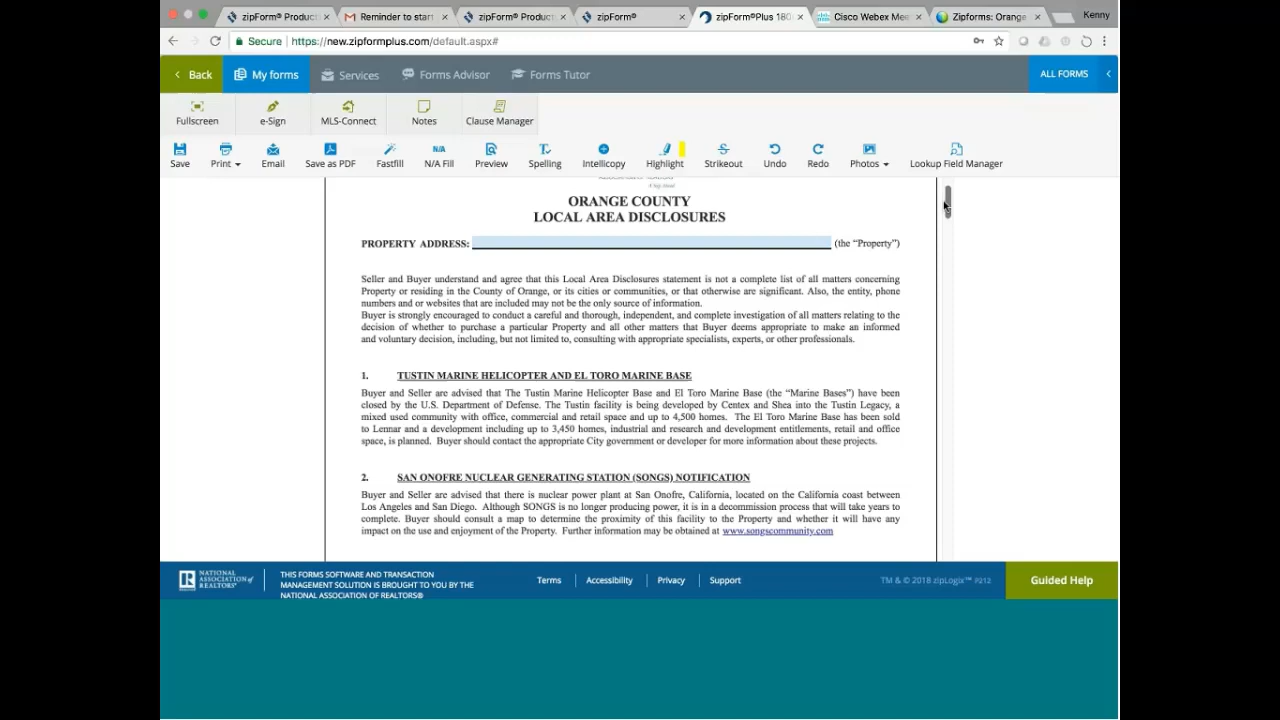 zipForm® Product
Reminder to start
zipForm® Product
zipForm®
zipForm®Plus 180
Cisco Webex Mee
Zipforms: Orange
Kenny
Secure
https://new.zipformplus.com/default.aspx#
Back
My forms
Services
Forms Advisor
Forms Tutor
ALL FORMS
Fullscreen
e-Sign
MLS-Connect
Notes
Clause Manager
N/A
Save
Print
Email
Save as PDF
Fastfill
N/A Fill
Preview
Spelling
Intellicopy
Highlight
Strikeout
Undo
Redo
Photos
Lookup Field Manager
ORANGE COUNTY
LOCAL AREA DISCLOSURES
PROPERTY ADDRESS: (the “Property”)
Seller and Buyer understand and agree that this Local Area Disclosures statement is not a complete list of all matters concerning
Property or residing in the County of Orange, or its cities or communities, or that otherwise are significant. Also, the entity, phone
numbers and or websites that are included may not be the only source of information.
Buyer is strongly encouraged to conduct a careful and thorough, independent, and complete investigation of all matters relating to the
decision of whether to purchase a particular Property and all other matters that Buyer deems appropriate to make an informed
and voluntary decision, including, but not limited to, consulting with appropriate specialists, experts, or other professionals.
1. TUSTIN MARINE HELICOPTER AND EL TORO MARINE BASE
Buyer and Seller are advised that The Tustin Marine Helicopter Base and El Toro Marine Base (the “Marine Bases”) have been
closed by the U.S. Department of Defense. The Tustin facility is being developed by Centex and Shea into the Tustin Legacy, a
mixed used community with office, commercial and retail space and up to 4,500 homes. The El Toro Marine Base has been sold
to Lennar and a development including up to 3,450 homes, industrial and research and development entitlements, retail and office
space, is planned. Buyer should contact the appropriate City government or developer for more information about these projects.
2. SAN ONOFRE NUCLEAR GENERATING STATION (SONGS) NOTIFICATION
Buyer and Seller are advised that there is nuclear power plant at San Onofre, California, located on the California coast between
Los Angeles and San Diego. Although SONGS is no longer producing power, it is in a decommission process that will take years to
complete. Buyer should consult a map to determine the proximity of this facility to the Property and whether it will have any
impact on the use and enjoyment of the Property. Further information may be obtained at www.songscommunity.com
NATIONAL
ASSOCIATION of
REALTORS®
THIS FORMS SOFTWARE AND TRANSACTION
MANAGEMENT SOLUTION IS BROUGHT TO YOU BY THE
NATIONAL ASSOCIATION OF REALTORS®
Terms
Accessibility
Privacy
Support
TM & © 2018 zipLogix™ P212
Guided Help